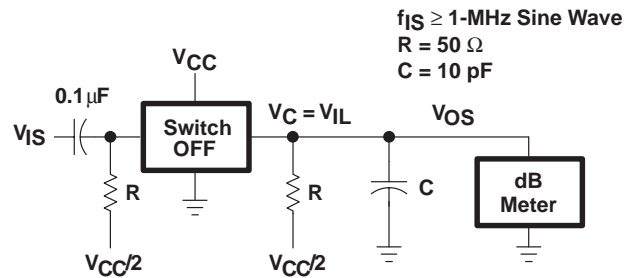 fIS ≥ 1-MHz Sine Wave
R = 50 Ω
C = 10 pF
VCC
0.1 µF
VIS
Switch
OFF
VC = VIL
VOS
R
R
C
dB
Meter
VCC/2
VCC/2